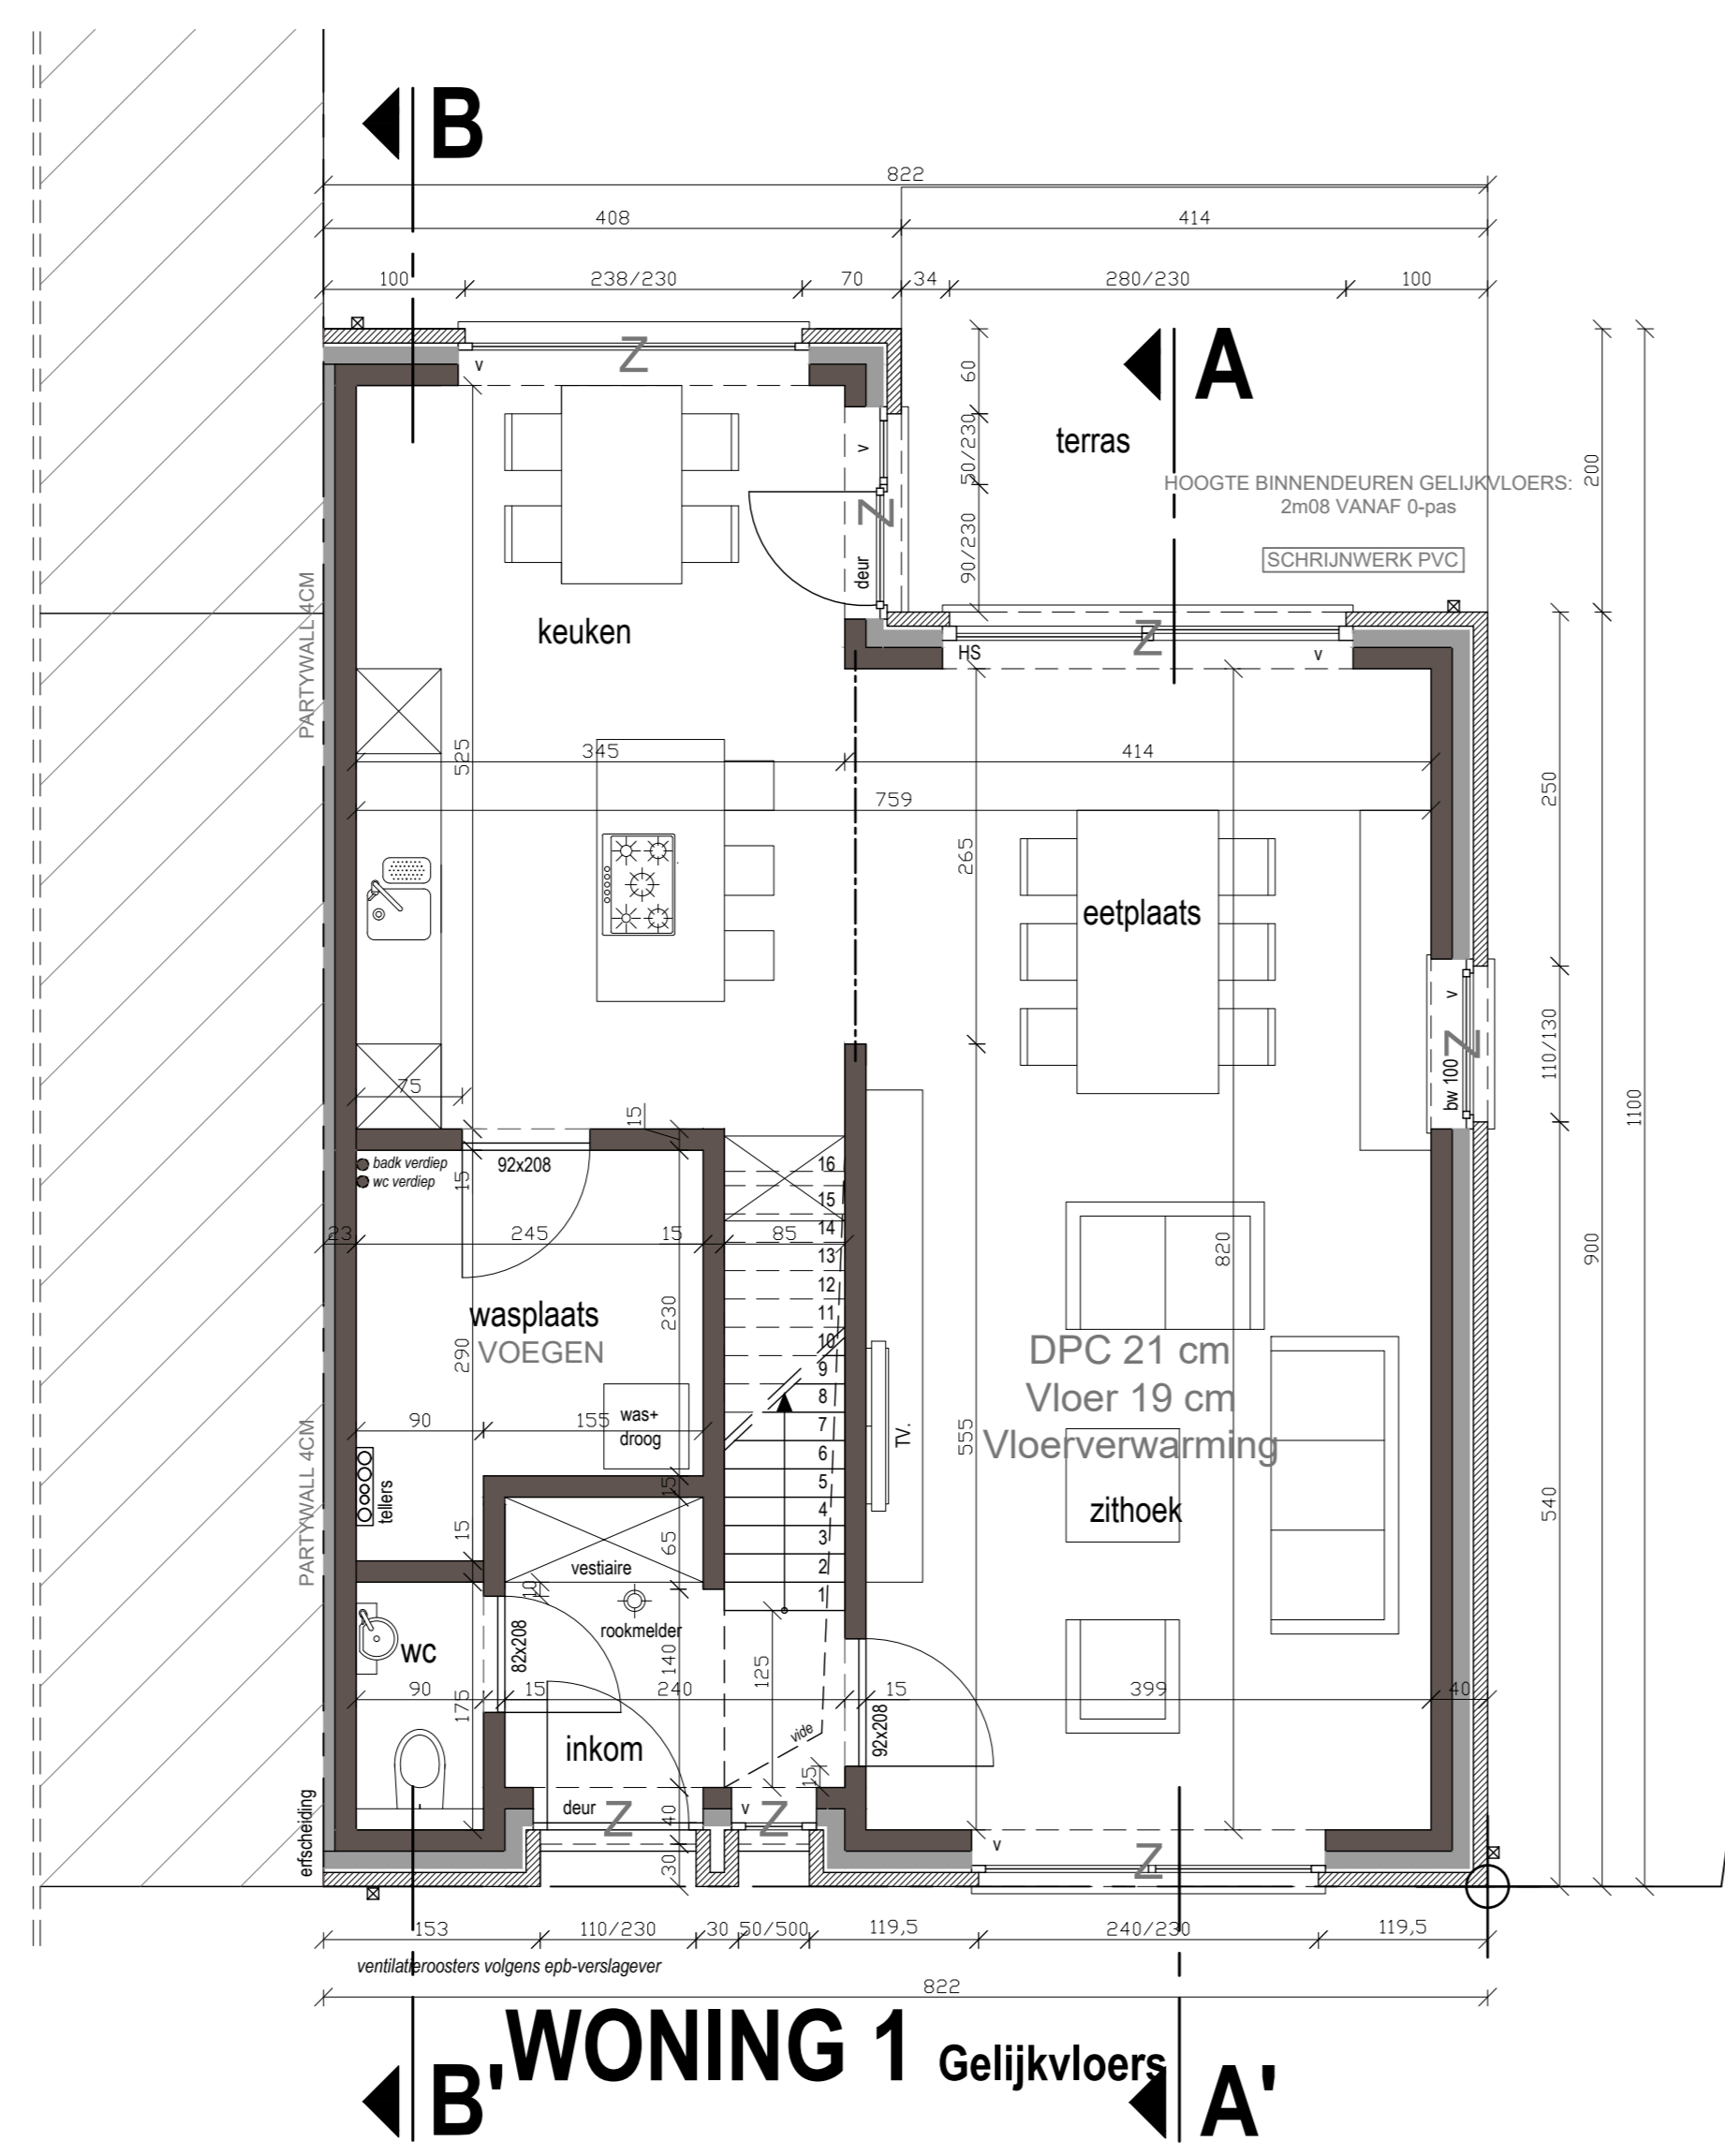 B
822
408
414
100
238/230
70
34
280/230
100
Z
v
A
60
50/230
90/230
v
Z
deur
terras
HOOGTE BINNENDEUREN GELIJKVLOERS:
2m08 VANAF 0-pas
SCHRIJNWERK PVC
200
PARTYWALL 4CM
keuken
HS
Z
v
525
345
414
759
250
265
eetplaats
v
Z
bw 100
110/130
1100
75
15
badk verdiep
wc verdiep
15
92x208
16
15
14
13
12
11
10
9
8
7
6
5
4
3
2
1
23
245
15
85
820
900
wasplaats
VOEGEN
230
290
DPC 21 cm
Vloer 19 cm
Vloerverwarming
90
155
was+
droog
TV.
555
PARTYWALL 4CM
tellers
15
15
zithoek
540
65
vestiaire
10
rookmelder
82x208
wc
140
125
90
175
15
240
15
399
40
92x208
vide
inkom
15
erfscheiding
deur
Z
40
v
Z
v
Z
30
153
110/230
30
50/500
119,5
240/230
119,5
ventilatieroosters volgens epb-verslagever
822
WONING 1 Gelijkvloers
B'
A'